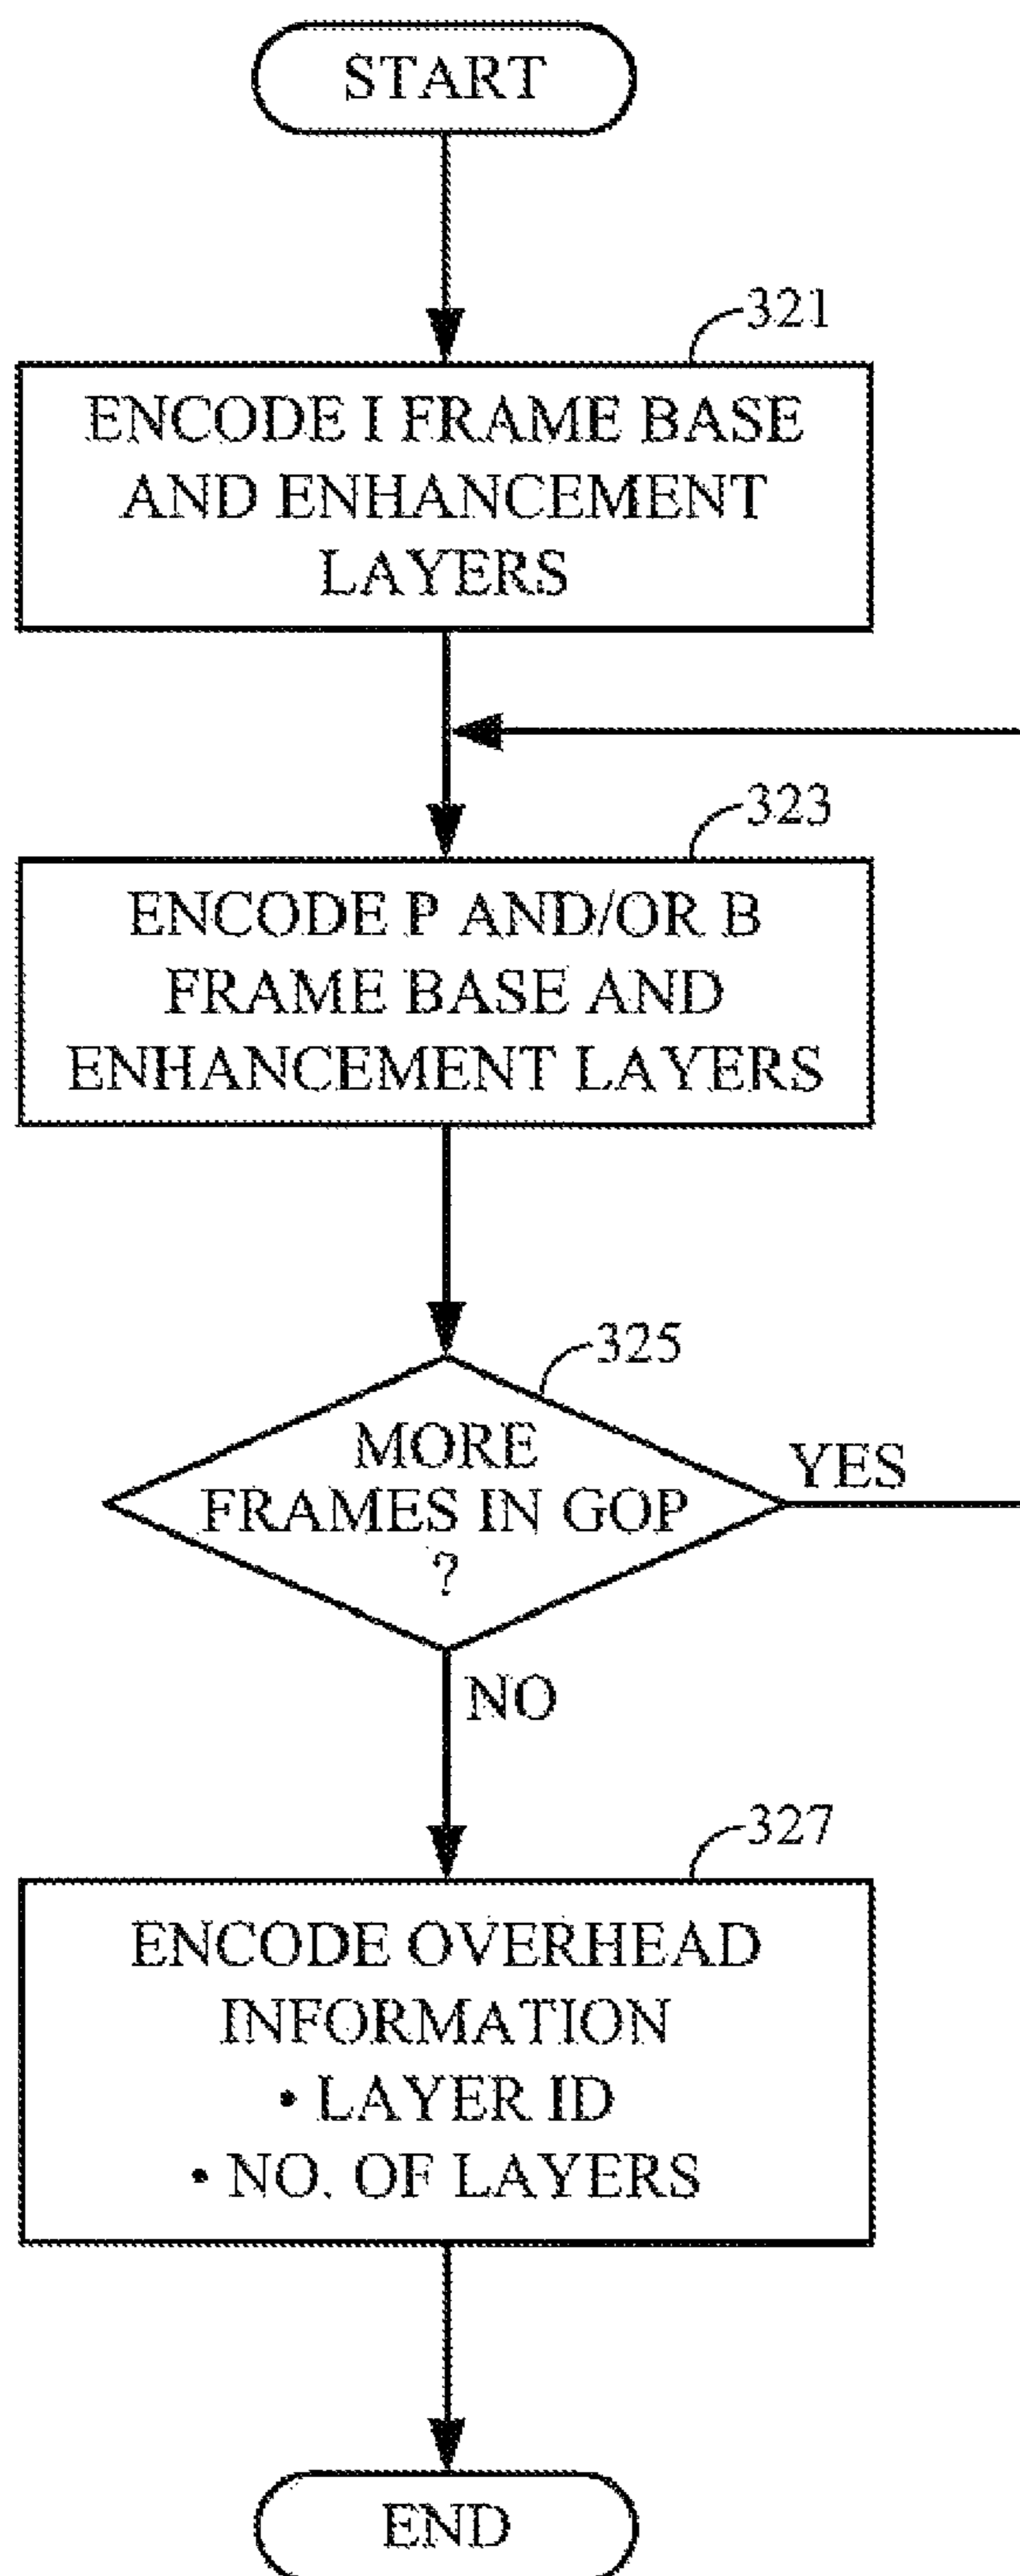 START
321
ENCODE I FRAME BASE
AND ENHANCEMENT
LAYERS
323
ENCODE P AND/OR B
FRAME BASE AND
ENHANCEMENT LAYERS
325
MORE
FRAMES IN GOP
?
YES
NO
327
ENCODE OVERHEAD
INFORMATION
• LAYER ID
• NO. OF LAYERS
END